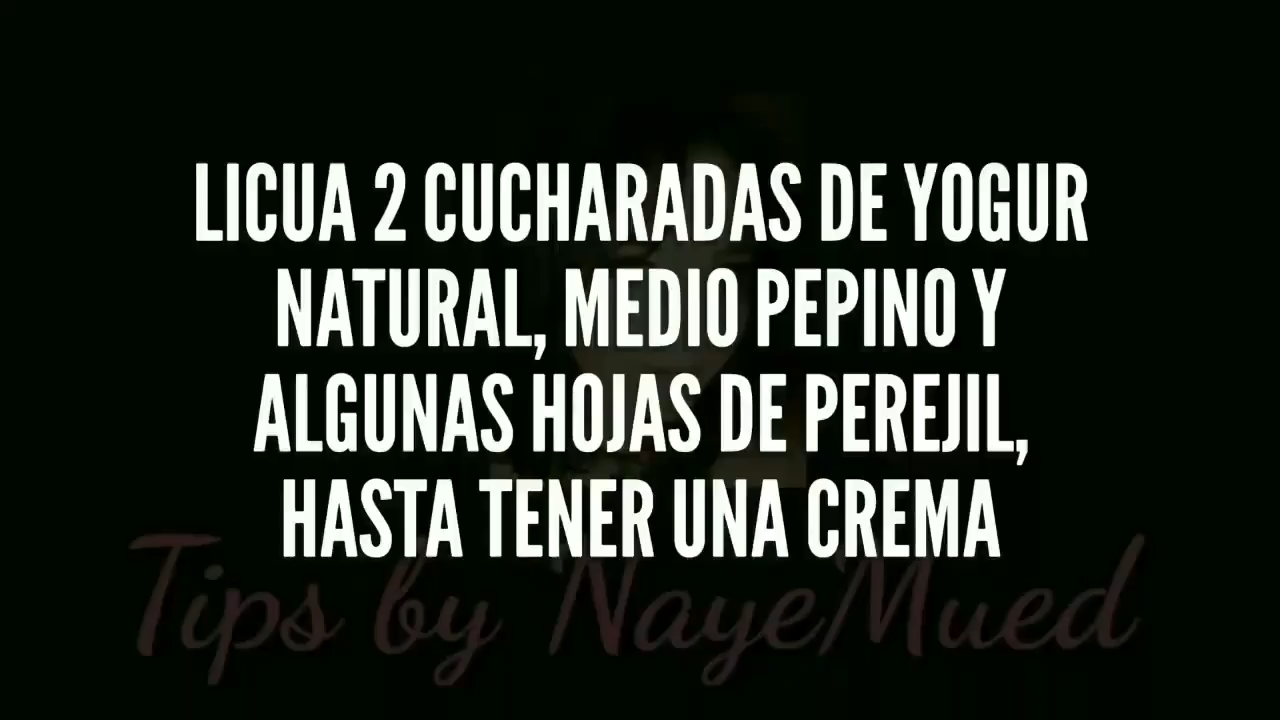 LICUA 2 CUCHARADAS DE YOGUR
NATURAL, MEDIO PEPINO Y
ALGUNAS HOJAS DE PEREJIL,
HASTA TENER UNA CREMA
Tips by NayeMued